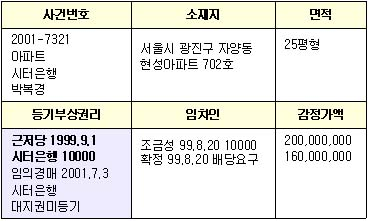 사건번호
소재지
면적
2001-7321
아파트
시터은행
박복경
서울시 광진구 자양동
현성아파트 702호
25평형
등기부상권리
임차인
감정가액
근저당 1999.9.1
시터은행 10000
임의경매 2001.7.3
시터은행
대지권미등기
조금성 99.8.20 10000
확정 99.8.20 배당요구
200,000,000
160,000,000